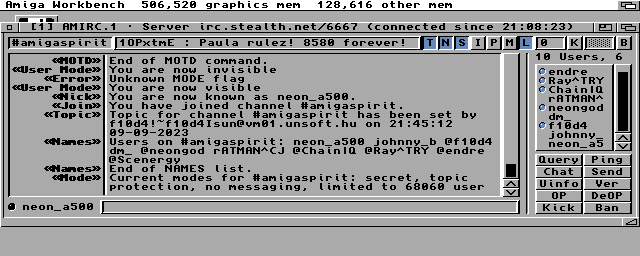 Amiga Workbench  506,520 graphics mem  128,616 other mem
[1] AMIRC.1 · Server irc.stealth.net/6667 (connected since 21:08:23)
#amigaspirit 1OPxtmE : Paula rulez! 8580 forever! T N S I P M L 0 K B
10 Users, 6
«MOTD» End of MOTD command.
«User Mode» You are now invisible
«Error» Unknown MODE flag
«User Mode» You are now visible
«Nick» You are now known as neon_a500.
«Join» You have joined channel #amigaspirit.
«Topic» Topic for channel #amigaspirit has been set by
f10d4!~f10d4Isun@vm01.unsoft.hu on 21:45:12
09-09-2023
«Names» Users on #amigaspirit: neon_a500 johnny_b @f10d4
dm_ @neongod rATMAN^CJ @ChainIQ @Ray^TRY @endre
@Scenergy
«Names» End of NAMES list.
«Mode» Current modes for #amigaspirit: secret, topic
protection, no messaging, limited to 68060 user
endre
Ray^TRY
ChainIQ
rATMAN^
neongod
dm_
f10d4
johnny_
neon_a5
Query Ping
Chat Send
Uinfo Ver
OP DeOP
Kick Ban
neon_a500